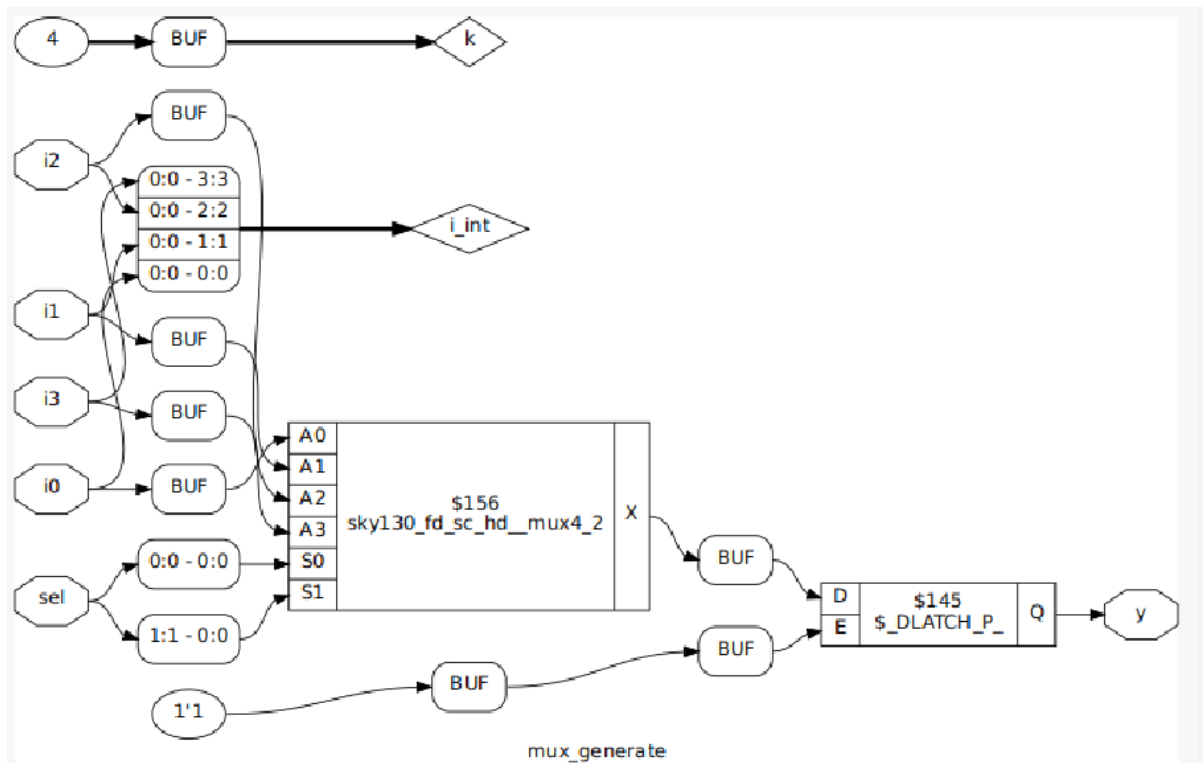 4
BUF
k
BUF
i2
0:0 - 3:3
0:0 - 2:2
0:0 - 1:1
0:0 - 0:0
i_int
i1
BUF
i3
BUF
i0
BUF
A0
A1
A2
A3
S0
S1
$156
sky130_fd_sc_hd__mux4_2
X
sel
0:0 - 0:0
1:1 - 0:0
BUF
BUF
1'1
BUF
D
E
$145
$_DLATCH_P_
Q
y
mux_generate